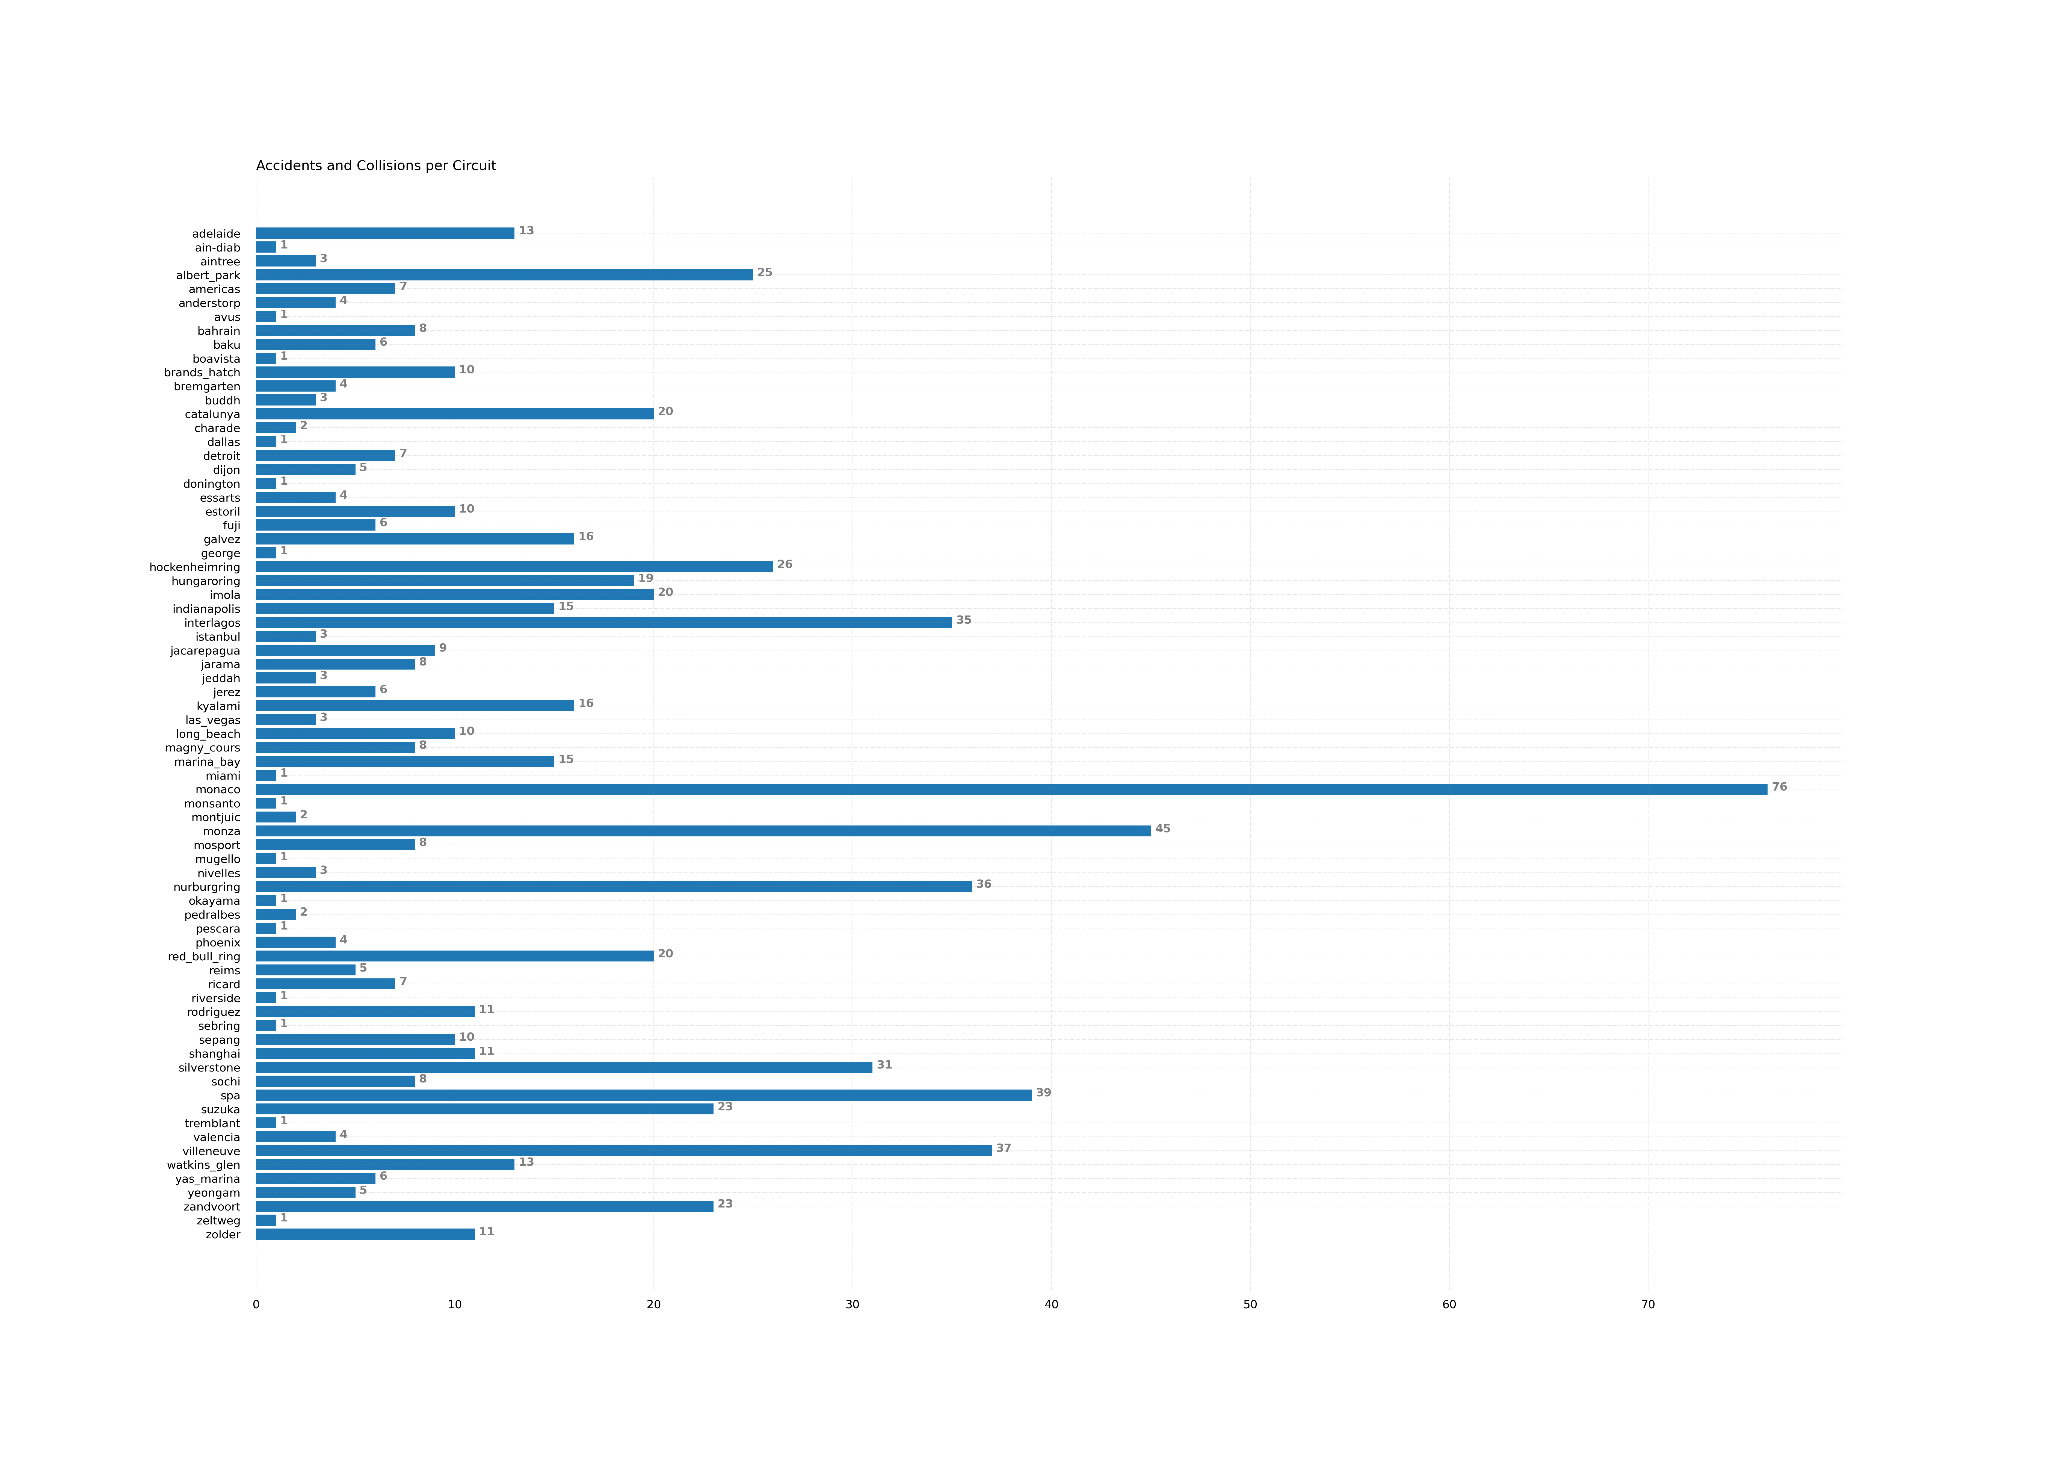 Accidents and Collisions per Circuit
adelaide 13
ain-diab 1
aintree 3
albert_park 25
americas 7
anderstorp 4
avus 1
bahrain 8
baku 6
boavista 1
brands_hatch 10
bremgarten 4
buddh 3
catalunya 20
charade 2
dallas 1
detroit 7
dijon 5
donington 1
essarts 4
estoril 10
fuji 6
galvez 16
george 1
hockenheimring 26
hungaroring 19
imola 20
indianapolis 15
interlagos 35
istanbul 3
jacarepagua 9
jarama 8
jeddah 3
jerez 6
kyalami 16
las_vegas 3
long_beach 10
magny_cours 8
marina_bay 15
miami 1
monaco 76
monsanto 1
montjuic 2
monza 45
mosport 8
mugello 1
nivelles 3
nurburgring 36
okayama 1
pedralbes 2
pescara 1
phoenix 4
red_bull_ring 20
reims 5
ricard 7
riverside 1
rodriguez 11
sebring 1
sepang 10
shanghai 11
silverstone 31
sochi 8
spa 39
suzuka 23
tremblant 1
valencia 4
villeneuve 37
watkins_glen 13
yas_marina 6
yeongam 5
zandvoort 23
zeltweg 1
zolder 11
0 10 20 30 40 50 60 70